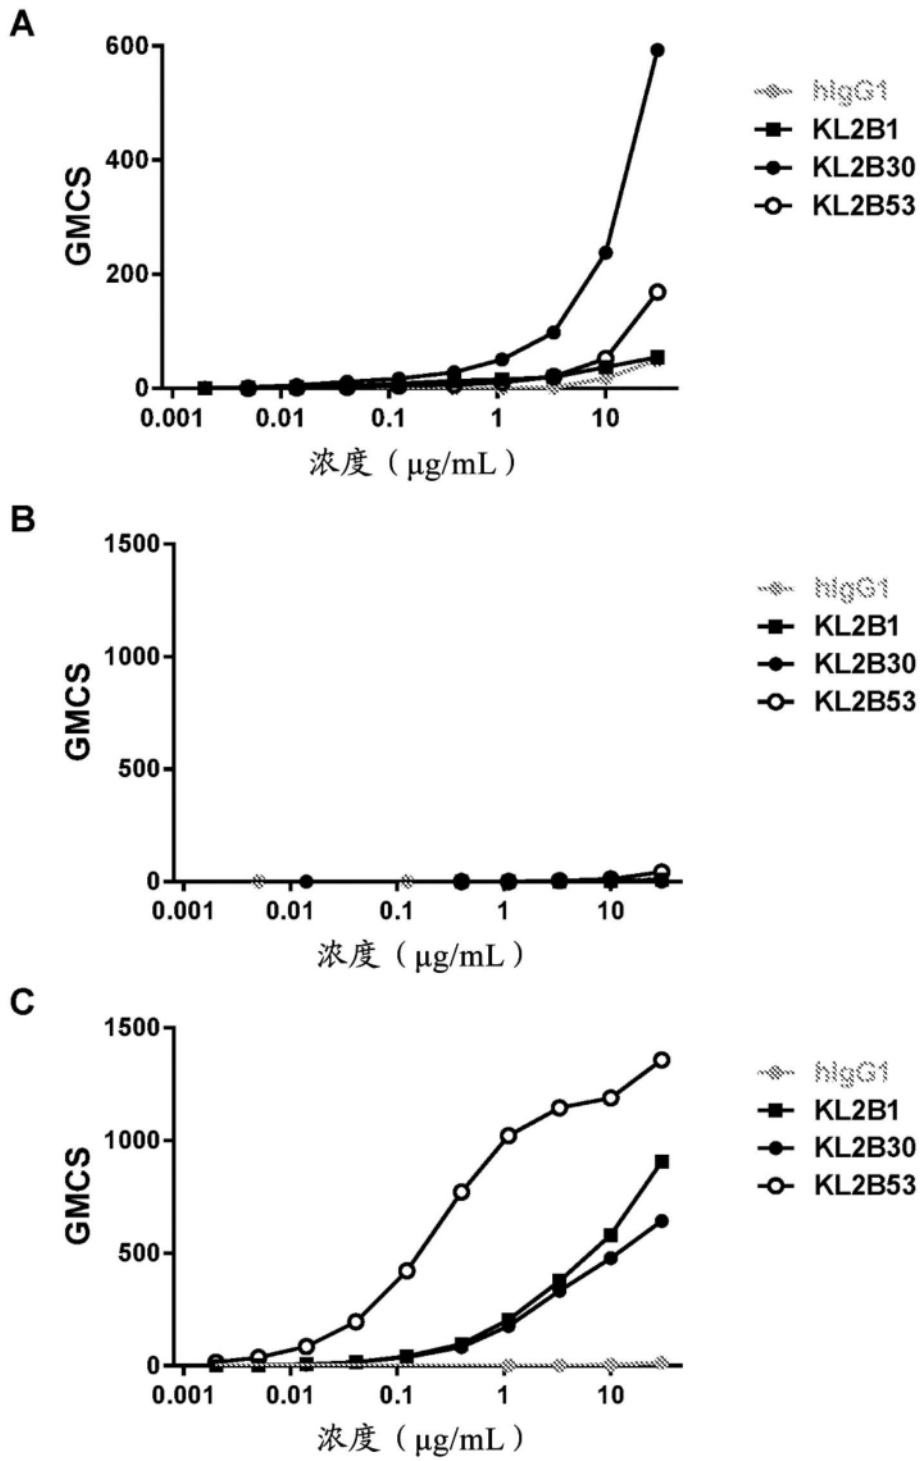 A
600
400
200
0
GMCS
0.001 0.01 0.1 1 10
浓度（μg/mL）
hIgG1
KL2B1
KL2B30
KL2B53
B
1500
1000
500
0
GMCS
0.001 0.01 0.1 1 10
浓度（μg/mL）
hIgG1
KL2B1
KL2B30
KL2B53
C
1500
1000
500
0
GMCS
0.001 0.01 0.1 1 10
浓度（μg/mL）
hIgG1
KL2B1
KL2B30
KL2B53